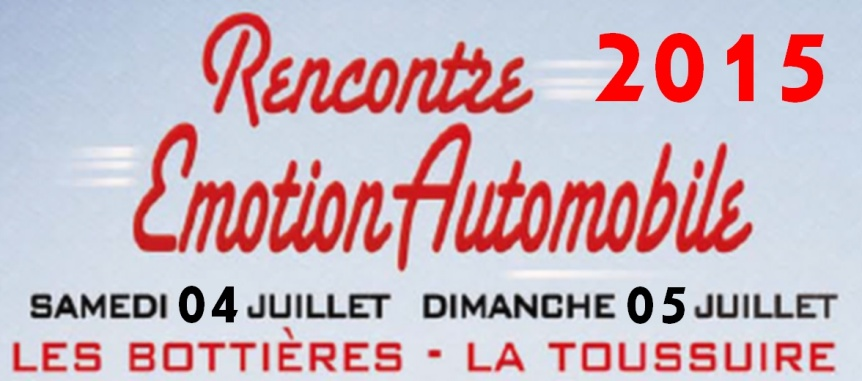 Rencontre 2015
Emotion Automobile
SAMEDI 04 JUILLET DIMANCHE 05 JUILLET
LES BOTTIÈRES - LA TOUSSUIRE